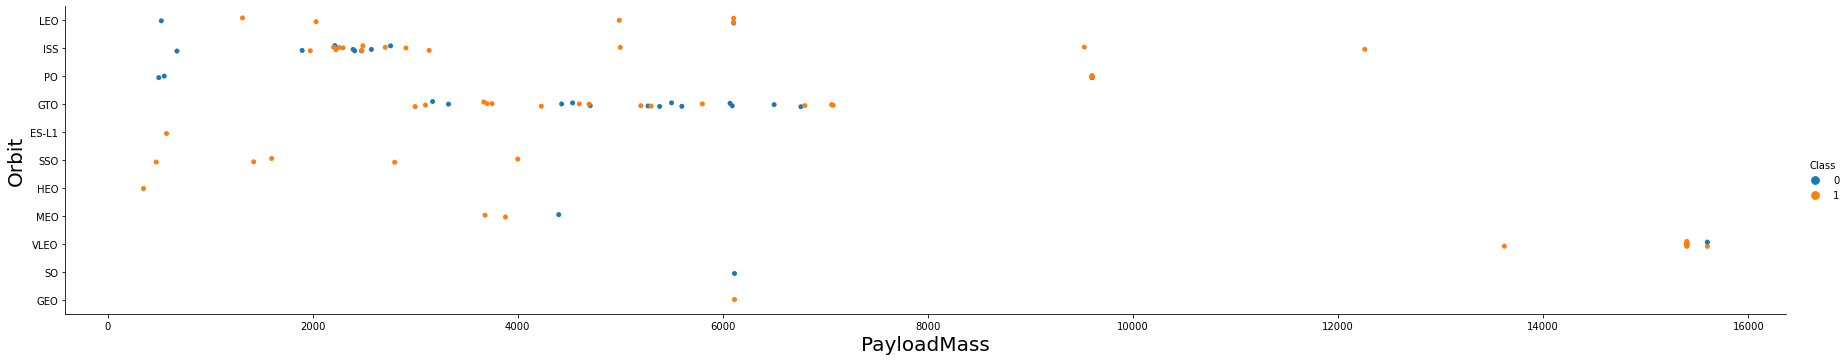 LEO
ISS
PO
GTO
ES-L1
SSO
HEO
MEO
VLEO
SO
GEO
Orbit
0 2000 4000 6000 8000 10000 12000 14000 16000
PayloadMass
Class
0
1